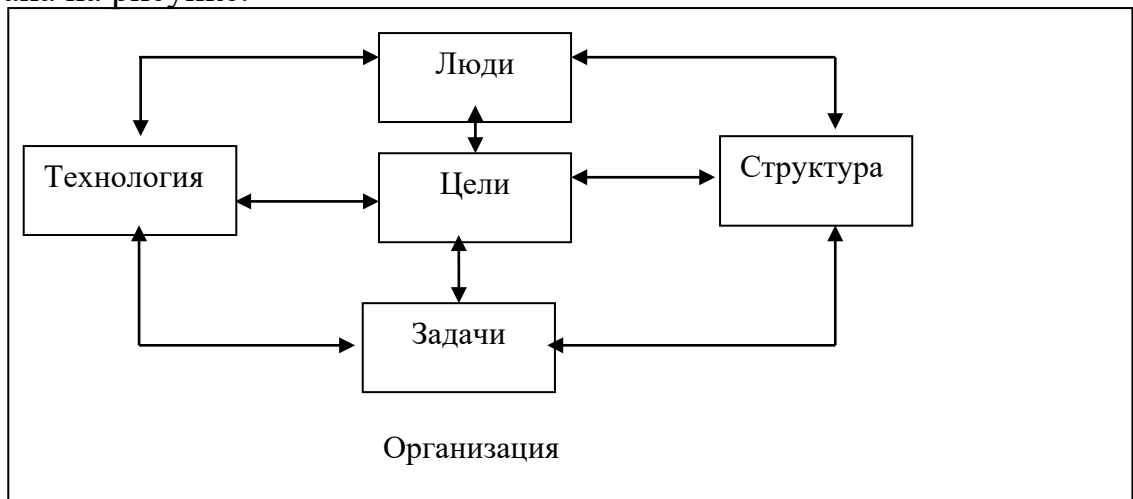 Люди
Технология
Цели
Структура
Задачи
Организация